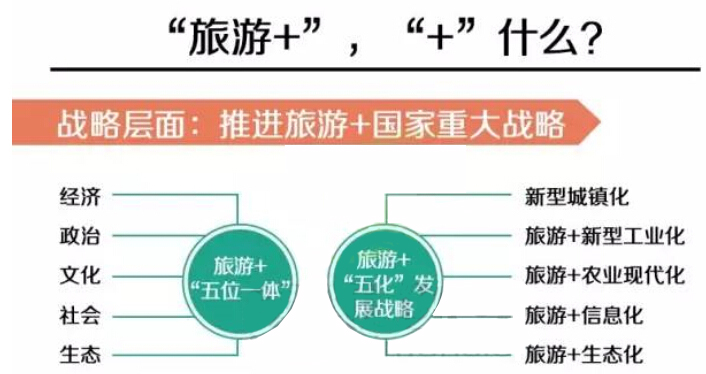 “旅游+”，“+”什么?
战略层面：推进旅游+国家重大战略
经济
政治
文化
社会
生态
旅游+
“五位一体”
旅游+
“五化”发
展战略
新型城镇化
旅游+新型工业化
旅游+农业现代化
旅游+信息化
旅游+生态化